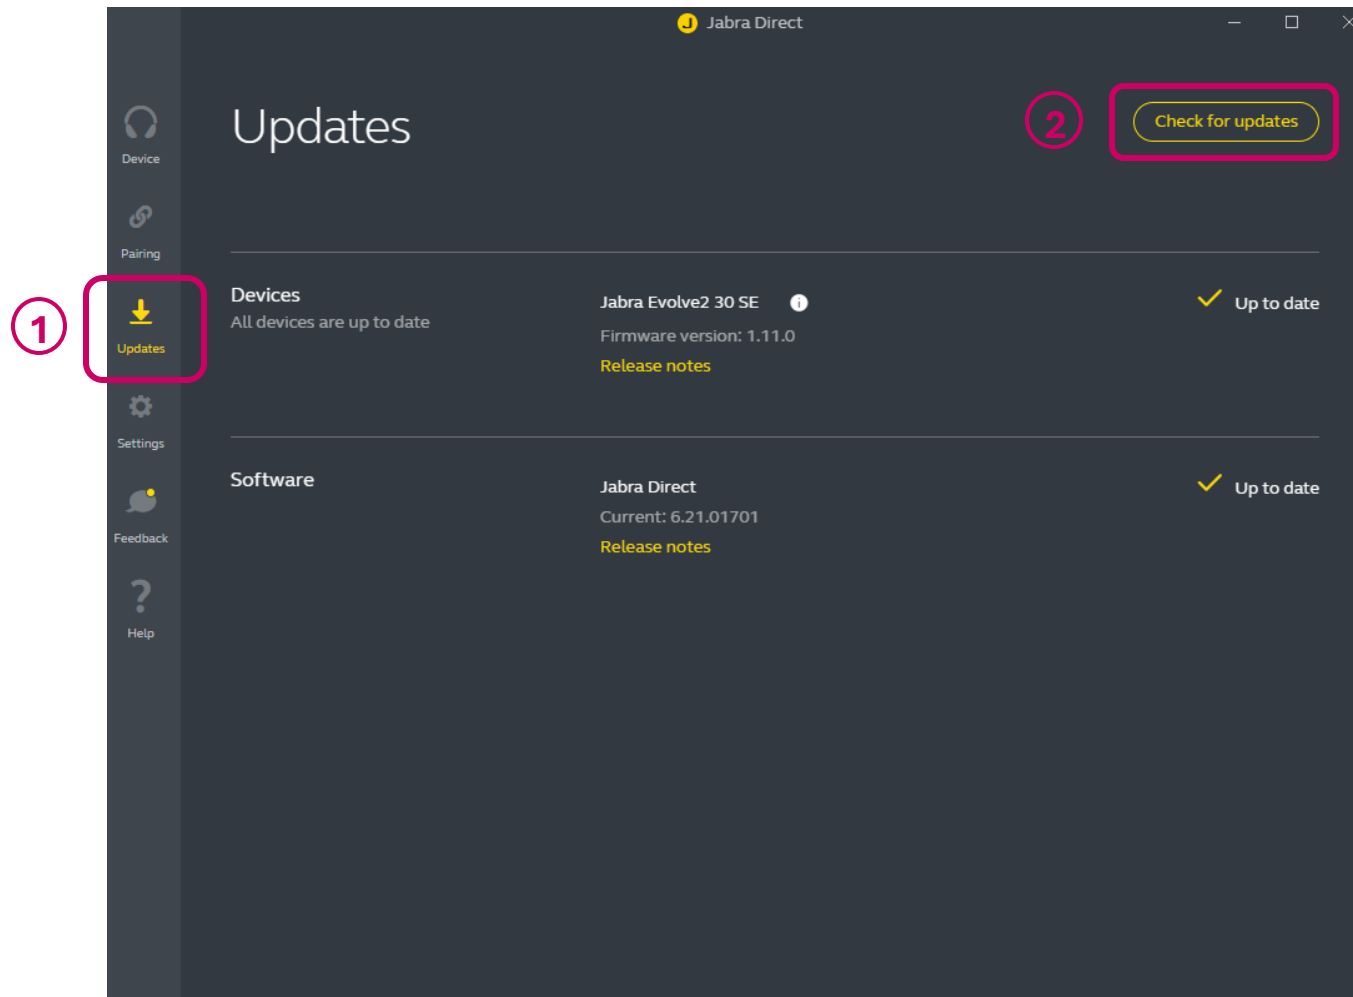 Jabra Direct
Updates
2
Check for updates
Device
Pairing
1
Updates
Settings
Feedback
Help
Devices
All devices are up to date
Jabra Evolve2 30 SE
Firmware version: 1.11.0
Release notes
Up to date
Software
Jabra Direct
Current: 6.21.01701
Release notes
Up to date